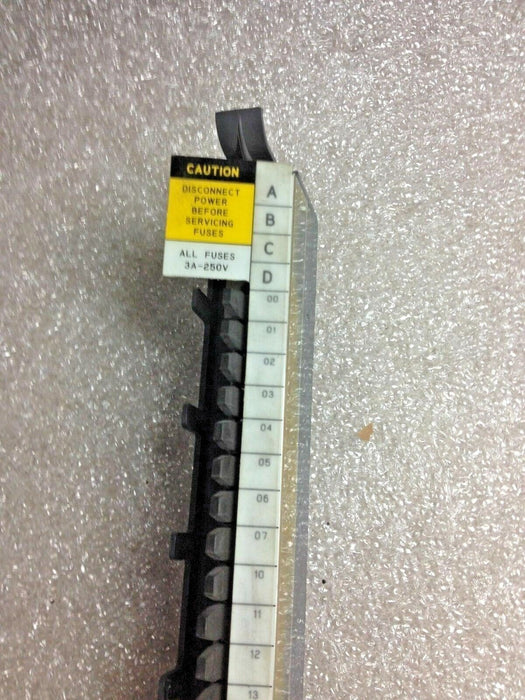 CAUTION
DISCONNECT
POWER
BEFORE
SERVICING
FUSES
ALL FUSES
3A-250V
A
B
C
D
00
01
02
03
04
05
06
07
10
11
12
13